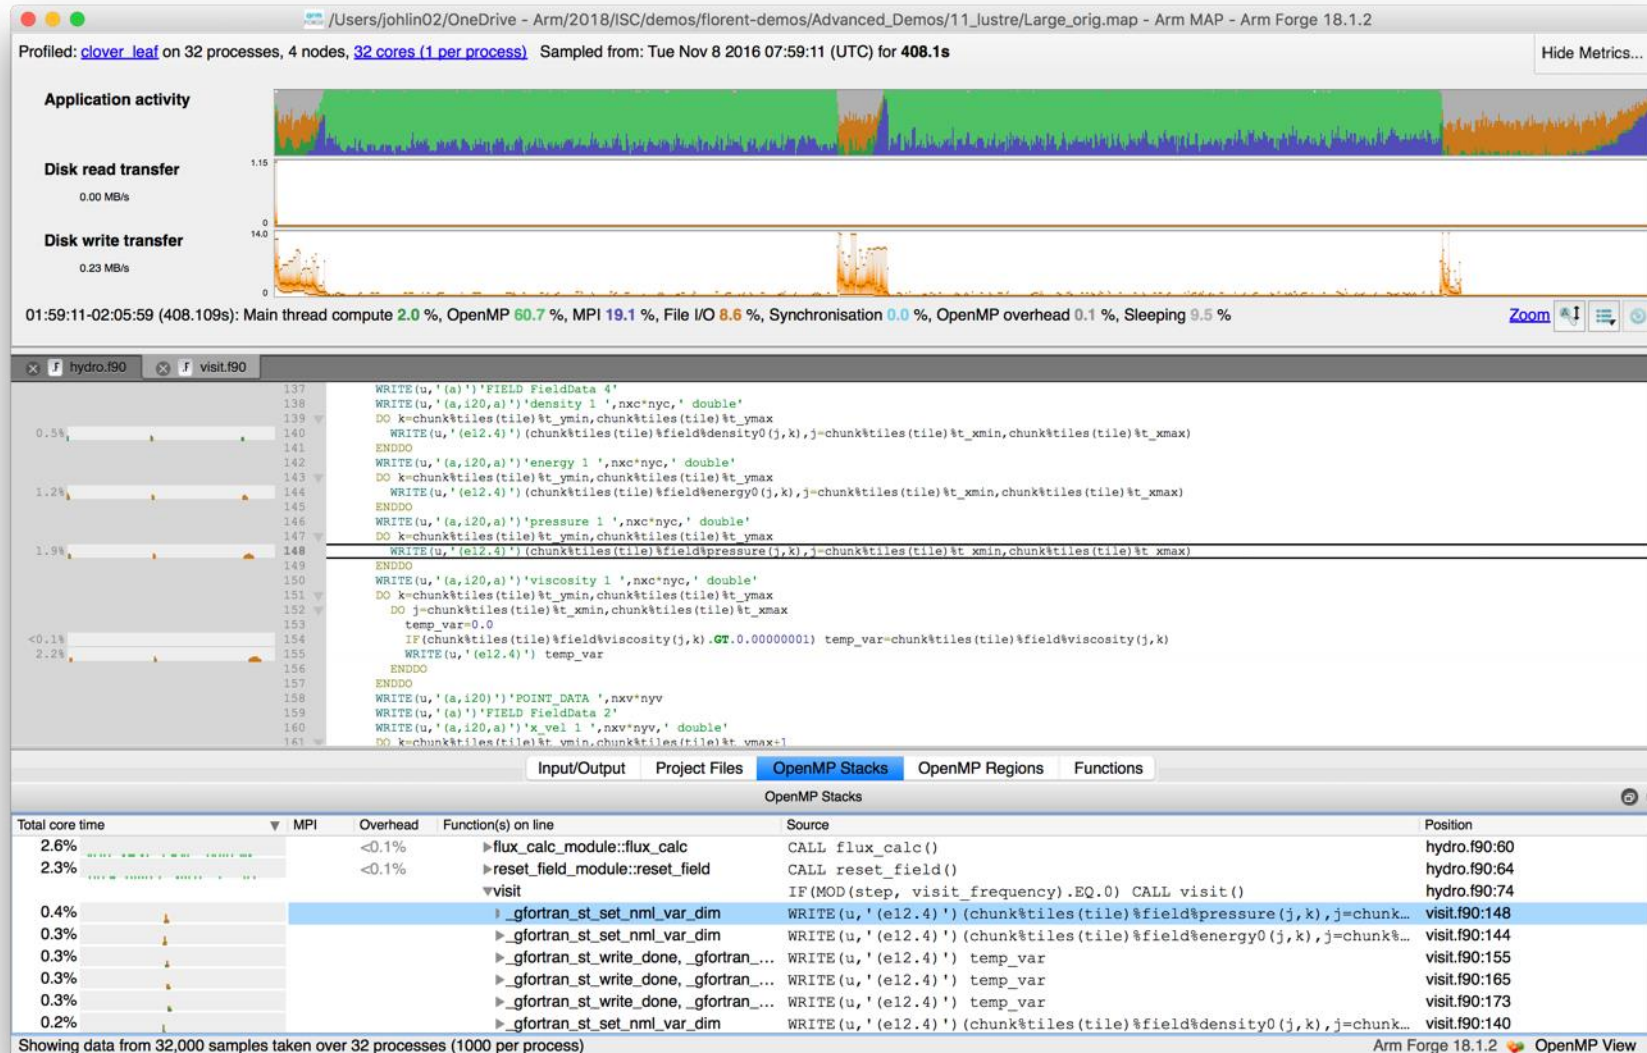 /Users/johlin02/OneDrive - Arm/2018/ISC/demos/florent-demos/Advanced_Demos/11_lustre/Large_orig.map - Arm MAP - Arm Forge 18.1.2
Profiled: clover_leaf on 32 processes, 4 nodes, 32 cores (1 per process) Sampled from: Tue Nov 8 2016 07:59:11 (UTC) for 408.1s
Hide Metrics...
Application activity
Disk read transfer
0.00 MB/s
1.15
0
Disk write transfer
0.23 MB/s
14.0
0
01:59:11-02:05:59 (408.109s): Main thread compute 2.0 %, OpenMP 60.7 %, MPI 19.1 %, File I/O 8.6 %, Synchronisation 0.0 %, OpenMP overhead 0.1 %, Sleeping 9.5 %
Zoom
hydro.f90 visit.f90
137 WRITE(u,'(a)')'FIELD FieldData 4'
138 WRITE(u,'(a,i20,a)')'density 1 ',nxc*nyc,' double'
139 DO k=chunk%tiles(tile)%t_ymin,chunk%tiles(tile)%t_ymax
0.5% 140 WRITE(u,'(e12.4)')(chunk%tiles(tile)%field%density0(j,k),j=chunk%tiles(tile)%t_xmin,chunk%tiles(tile)%t_xmax)
141 ENDDO
142 WRITE(u,'(a,i20,a)')'energy 1 ',nxc*nyc,' double'
143 DO k=chunk%tiles(tile)%t_ymin,chunk%tiles(tile)%t_ymax
1.2% 144 WRITE(u,'(e12.4)')(chunk%tiles(tile)%field%energy0(j,k),j=chunk%tiles(tile)%t_xmin,chunk%tiles(tile)%t_xmax)
145 ENDDO
146 WRITE(u,'(a,i20,a)')'pressure 1 ',nxc*nyc,' double'
147 DO k=chunk%tiles(tile)%t_ymin,chunk%tiles(tile)%t_ymax
1.9% 148 WRITE(u,'(e12.4)')(chunk%tiles(tile)%field%pressure(j,k),j=chunk%tiles(tile)%t_xmin,chunk%tiles(tile)%t_xmax)
149 ENDDO
150 WRITE(u,'(a,i20,a)')'viscosity 1 ',nxc*nyc,' double'
151 DO k=chunk%tiles(tile)%t_ymin,chunk%tiles(tile)%t_ymax
152 DO j=chunk%tiles(tile)%t_xmin,chunk%tiles(tile)%t_xmax
153 temp_var=0.0
<0.1% 154 IF(chunk%tiles(tile)%field%viscosity(j,k).GT.0.00000001) temp_var=chunk%tiles(tile)%field%viscosity(j,k)
2.2% 155 WRITE(u,'(e12.4)') temp_var
156 ENDDO
157 ENDDO
158 WRITE(u,'(a,i20)')'POINT_DATA ',nxv*nyv
159 WRITE(u,'(a)')'FIELD FieldData 2'
160 WRITE(u,'(a,i20,a)')'x_vel 1 ',nxv*nyv,' double'
161 DO k=chunk%tiles(tile)%t_ymin,chunk%tiles(tile)%t_ymax+1
Input/Output Project Files OpenMP Stacks OpenMP Regions Functions
OpenMP Stacks
Total core time MPI Overhead Function(s) on line Source Position
2.6% <0.1% flux_calc_module::flux_calc CALL flux_calc() hydro.f90:60
2.3% <0.1% reset_field_module::reset_field CALL reset_field() hydro.f90:64
visit IF(MOD(step, visit_frequency).EQ.0) CALL visit() hydro.f90:74
0.4% _gfortran_st_set_nml_var_dim WRITE(u,'(e12.4)')(chunk%tiles(tile)%field%pressure(j,k),j=chunk... visit.f90:148
0.3% _gfortran_st_set_nml_var_dim WRITE(u,'(e12.4)')(chunk%tiles(tile)%field%energy0(j,k),j=chunk%... visit.f90:144
0.3% _gfortran_st_write_done, _gfortran_... WRITE(u,'(e12.4)') temp_var visit.f90:155
0.3% _gfortran_st_write_done, _gfortran_... WRITE(u,'(e12.4)') temp_var visit.f90:165
0.3% _gfortran_st_write_done, _gfortran_... WRITE(u,'(e12.4)') temp_var visit.f90:173
0.2% _gfortran_st_set_nml_var_dim WRITE(u,'(e12.4)')(chunk%tiles(tile)%field%density0(j,k),j=chunk... visit.f90:140
Showing data from 32,000 samples taken over 32 processes (1000 per process)
Arm Forge 18.1.2 OpenMP View